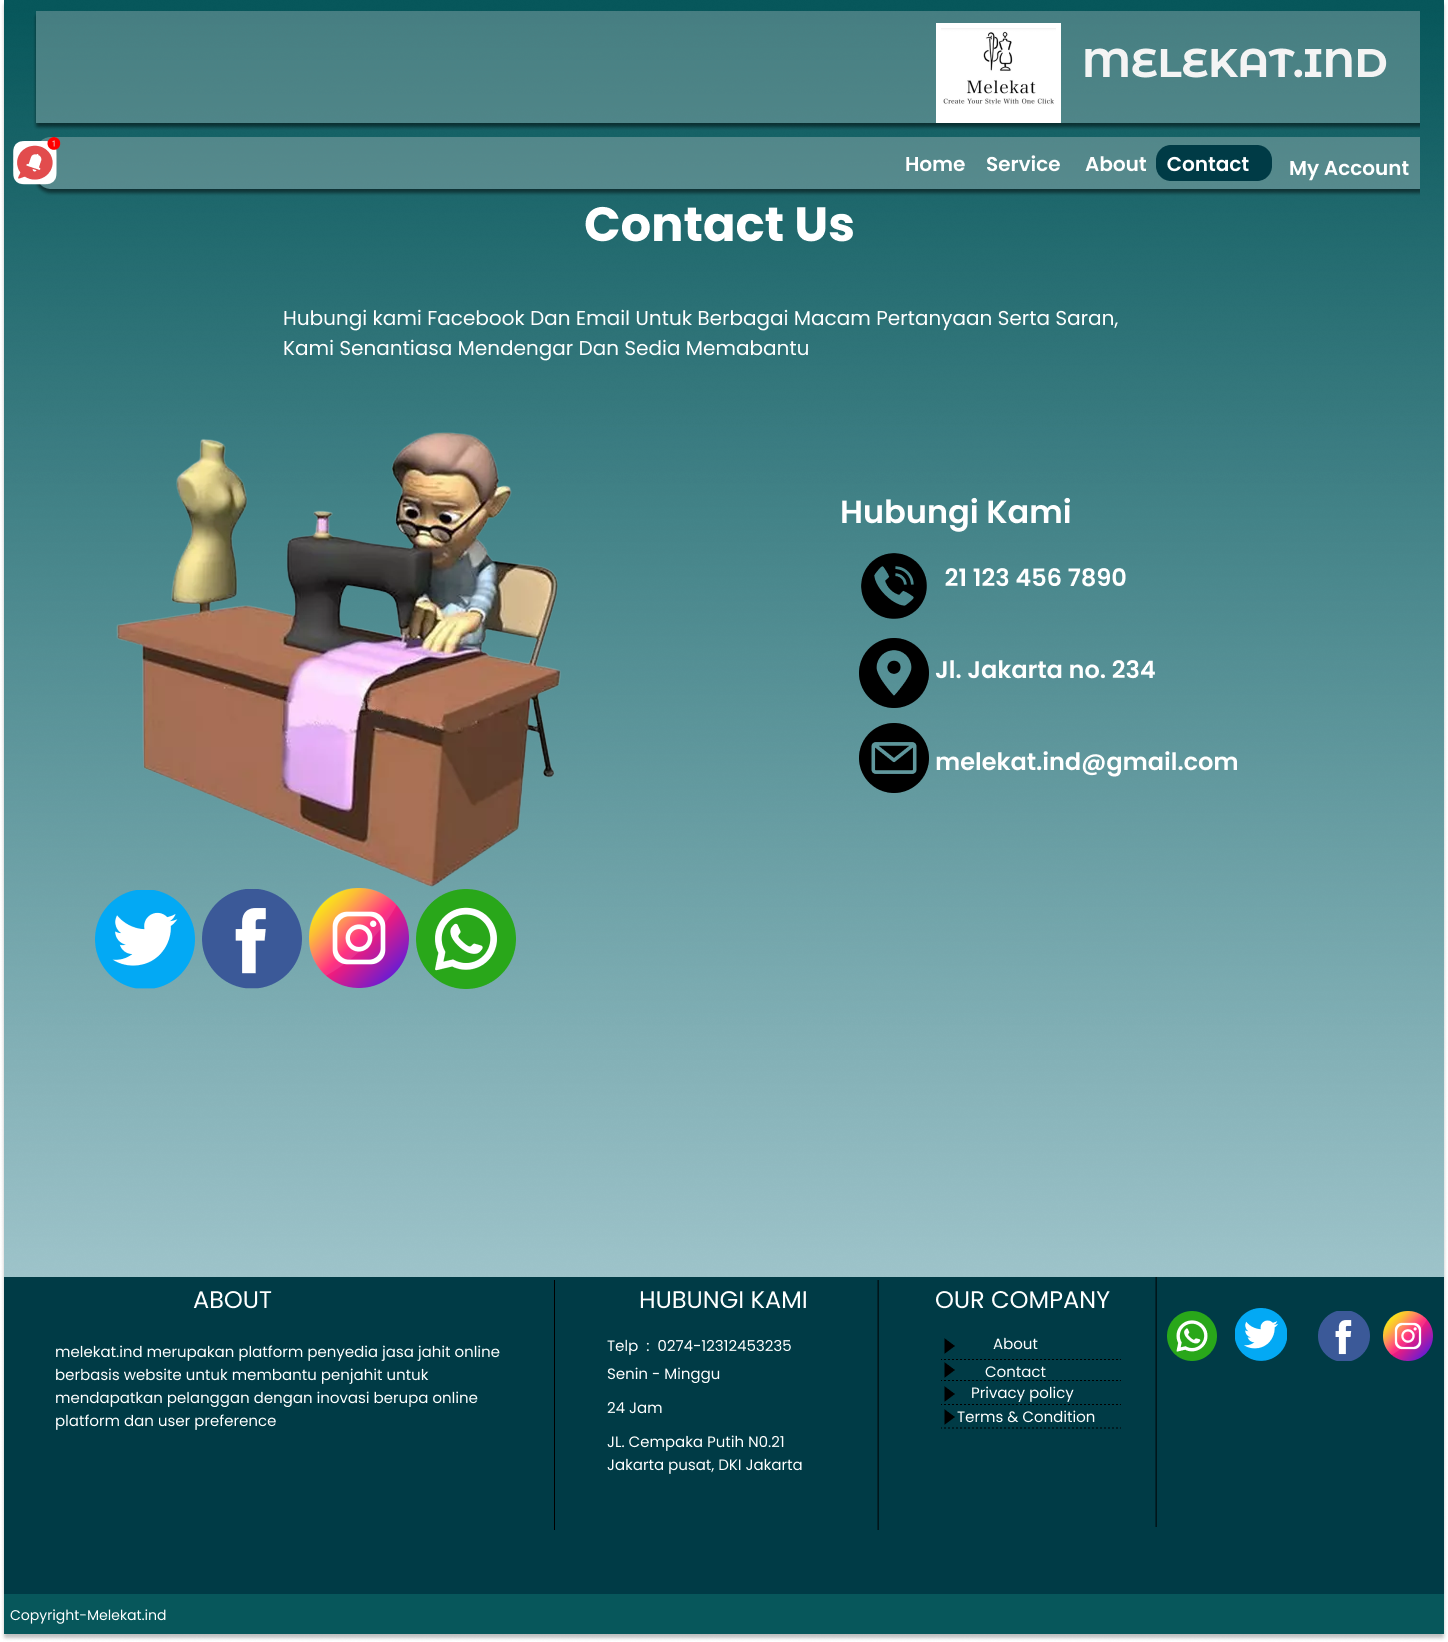 Melekat
Create Your Style With One Click
MELEKAT.IND
1
Home Service About Contact My Account
Contact Us
Hubungi kami Facebook Dan Email Untuk Berbagai Macam Pertanyaan Serta Saran,
Kami Senantiasa Mendengar Dan Sedia Memabantu
Hubungi Kami
21 123 456 7890
Jl. Jakarta no. 234
melekat.ind@gmail.com
ABOUT
melekat.ind merupakan platform penyedia jasa jahit online
berbasis website untuk membantu penjahit untuk
mendapatkan pelanggan dengan inovasi berupa online
platform dan user preference
HUBUNGI KAMI
Telp : 0274-12312453235
Senin - Minggu
24 Jam
JL. Cempaka Putih N0.21
Jakarta pusat, DKI Jakarta
OUR COMPANY
About
Contact
Privacy policy
Terms & Condition
Copyright-Melekat.ind